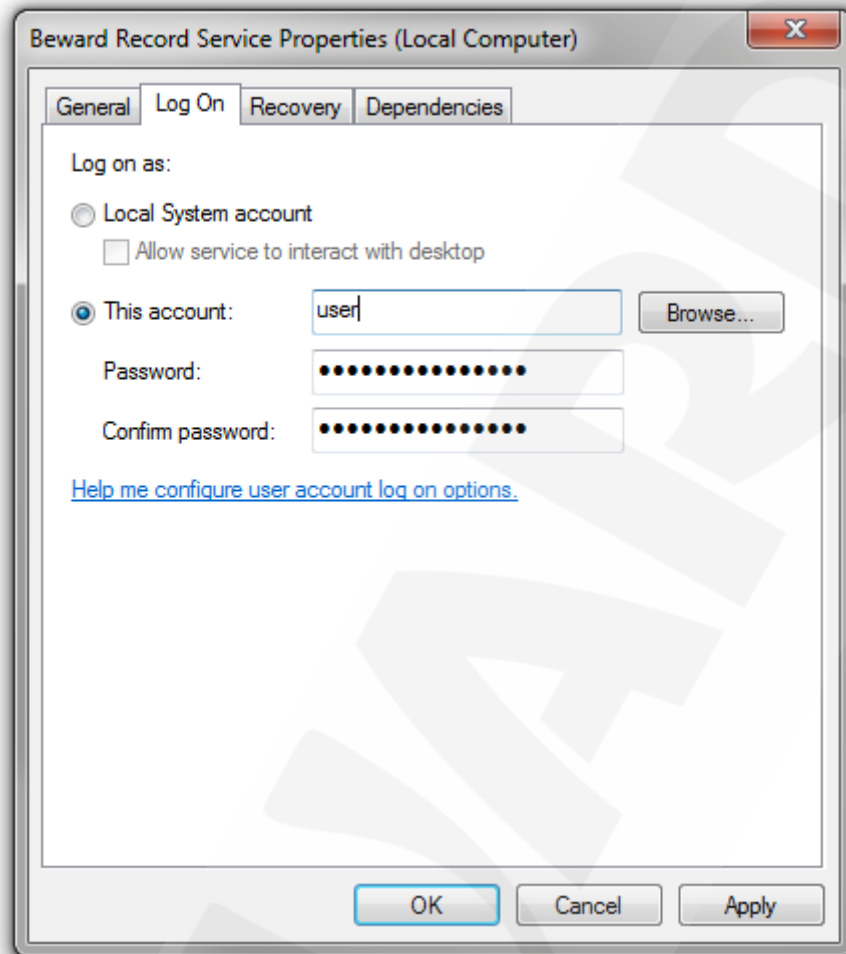 Beward Record Service Properties (Local Computer)
General Log On Recovery Dependencies
Log on as:
Local System account
Allow service to interact with desktop
This account: user Browse...
Password: •••••••••••••••
Confirm password: •••••••••••••••
Help me configure user account log on options.
OK Cancel Apply